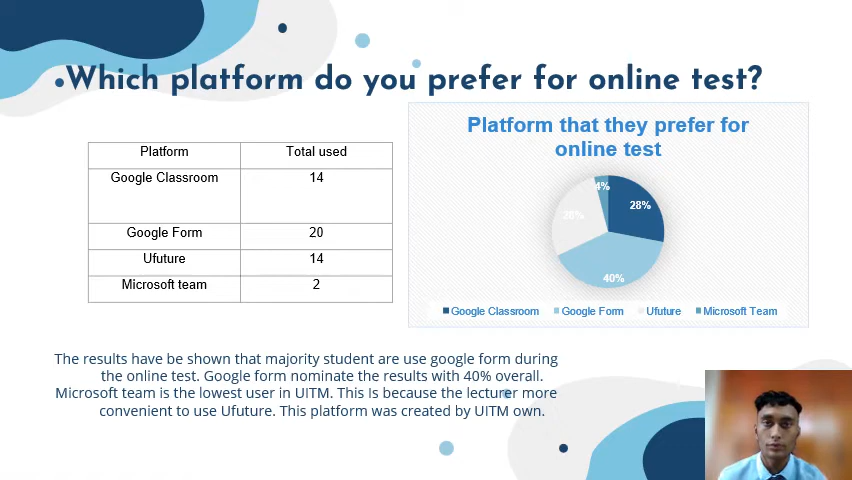 Which platform do you prefer for online test?
Platform Total used
Google Classroom 14
Google Form 20
Ufuture 14
Microsoft team 2
Platform that they prefer for
online test
4%
28%
28%
40%
Google Classroom Google Form Ufuture Microsoft Team
The results have be shown that majority student are use google form during
the online test. Google form nominate the results with 40% overall.
Microsoft team is the lowest user in UITM. This Is because the lecturer more
convenient to use Ufuture. This platform was created by UITM own.